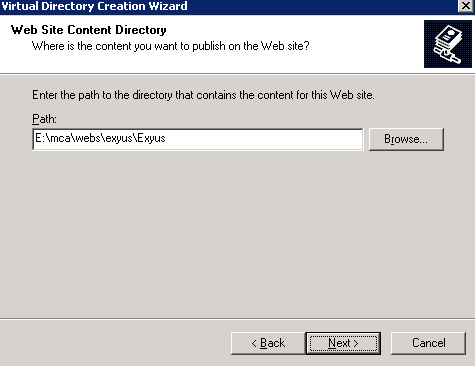 Virtual Directory Creation Wizard
Web Site Content Directory
Where is the content you want to publish on the Web site?
Enter the path to the directory that contains the content for this Web site.
Path:
E:\mca\webs\exyus\Exyus
Browse...
< Back
Next >
Cancel